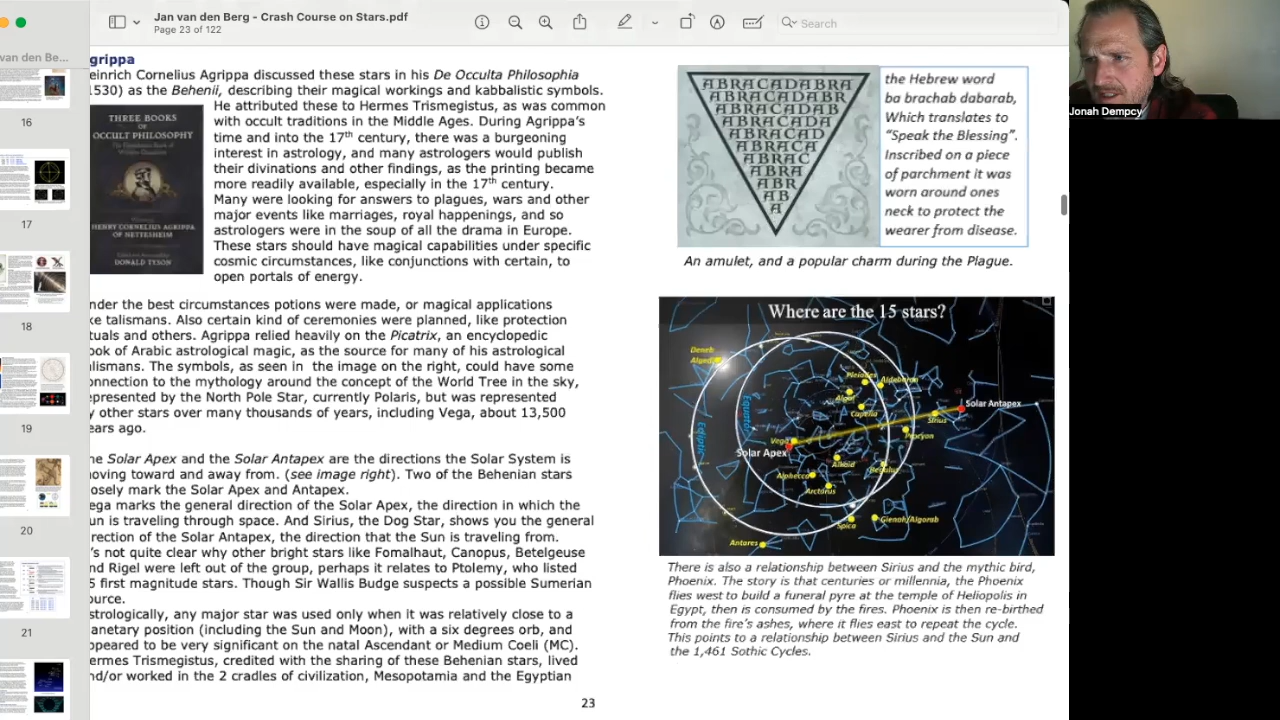 Jan van den Berg - Crash Course on Stars.pdf
Page 23 of 122
Search
van den Be...
16
17
18
19
20
21
grippa
einrich Cornelius Agrippa discussed these stars in his De Occulta Philosophia
1530) as the Behenii, describing their magical workings and kabbalistic symbols.
He attributed these to Hermes Trismegistus, as was common
with occult traditions in the Middle Ages. During Agrippa's
time and into the 17th century, there was a burgeoning
interest in astrology, and many astrologers would publish
their divinations and other findings, as the printing became
more readily available, especially in the 17th century.
Many were looking for answers to plagues, wars and other
major events like marriages, royal happenings, and so
astrologers were in the soup of all the drama in Europe.
These stars should have magical capabilities under specific
cosmic circumstances, like conjunctions with certain, to
open portals of energy.
THREE BOOKS
OF
OCCULT PHILOSOPHY
HENRY CORNELIUS AGRIPPA
OF NETTESHEIM
DONALD TYSON
nder the best circumstances potions were made, or magical applications
ke talismans. Also certain kind of ceremonies were planned, like protection
tuals and others. Agrippa relied heavily on the Picatrix, an encyclopedic
ook of Arabic astrological magic, as the source for many of his astrological
alismans. The symbols, as seen in the image on the right, could have some
onnection to the mythology around the concept of the World Tree in the sky,
epresented by the North Pole Star, currently Polaris, but was represented
y other stars over many thousands of years, including Vega, about 13,500
ears ago.
he Solar Apex and the Solar Antapex are the directions the Solar System is
oving toward and away from. (see image right). Two of the Behenian stars
osely mark the Solar Apex and Antapex.
ega marks the general direction of the Solar Apex, the direction in which the
un is traveling through space. And Sirius, the Dog Star, shows you the general
irection of the Solar Antapex, the direction that the Sun is traveling from.
's not quite clear why other bright stars like Fomalhaut, Canopus, Betelgeuse
nd Rigel were left out of the group, perhaps it relates to Ptolemy, who listed
5 first magnitude stars. Though Sir Wallis Budge suspects a possible Sumerian
ource.
strologically, any major star was used only when it was relatively close to a
lanetary position (including the Sun and Moon), with a six degrees orb, and
ppeared to be very significant on the natal Ascendant or Medium Coeli (MC).
ermes Trismegistus, credited with the sharing of these Behenian stars, lived
nd/or worked in the 2 cradles of civilization, Mesopotamia and the Egyptian
23
ABRACADABRA
ABRACADABR
ABRACADAB
ABRACADA
ABRACAD
ABRACA
ABRAC
ABRA
ABR
AB
A
the Hebrew word
ba brachab dabarab,
Which translates to
“Speak the Blessing”.
Inscribed on a piece
of parchment it was
worn around ones
neck to protect the
wearer from disease.
An amulet, and a popular charm during the Plague.
Where are the 15 stars?
Deneb
Algedi
Pleiades
Aldebaran
Algol
Capella
Equator
Ecliptic
Sirius
Solar Antapex
Procyon
Vega
Solar Apex
Alkaid
Regulus
Alphecca
Arcturus
Spica
Gienah/Algorab
Antares
There is also a relationship between Sirius and the mythic bird,
Phoenix. The story is that centuries or millennia, the Phoenix
flies west to build a funeral pyre at the temple of Heliopolis in
Egypt, then is consumed by the fires. Phoenix is then re-birthed
from the fire's ashes, where it flies east to repeat the cycle.
This points to a relationship between Sirius and the Sun and
the 1,461 Sothic Cycles.
Jonah Dempcy